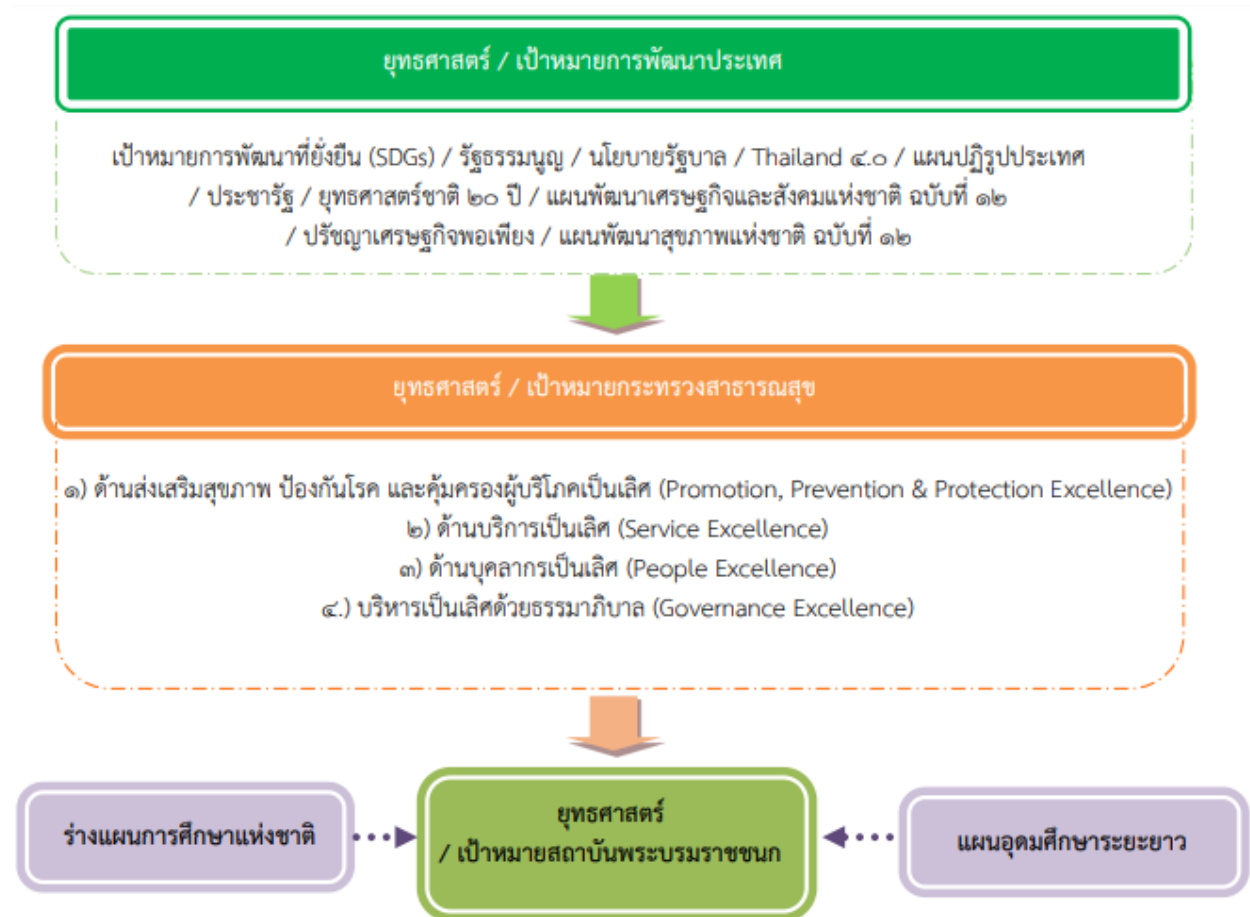 ยุทธศาสตร์ / เป้าหมายการพัฒนาประเทศ
เป้าหมายการพัฒนาที่ยั่งยืน (SDGs) / รัฐธรรมนูญ / นโยบายรัฐบาล / Thailand ๔.๐ / แผนปฏิรูปประเทศ
/ ประชารัฐ / ยุทธศาสตร์ชาติ ๒๐ ปี / แผนพัฒนาเศรษฐกิจและสังคมแห่งชาติ ฉบับที่ ๑๒
/ ปรัชญาเศรษฐกิจพอเพียง / แผนพัฒนาสุขภาพแห่งชาติ ฉบับที่ ๑๒
ยุทธศาสตร์ / เป้าหมายกระทรวงสาธารณสุข
๑) ด้านส่งเสริมสุขภาพ ป้องกันโรค และคุ้มครองผู้บริโภคเป็นเลิศ (Promotion, Prevention & Protection Excellence)
๒) ด้านบริการเป็นเลิศ (Service Excellence)
๓) ด้านบุคลากรเป็นเลิศ (People Excellence)
๔.) บริหารเป็นเลิศด้วยธรรมาภิบาล (Governance Excellence)
ร่างแผนการศึกษาแห่งชาติ
ยุทธศาสตร์
/ เป้าหมายสถาบันพระบรมราชชนก
แผนอุดมศึกษาระยะยาว